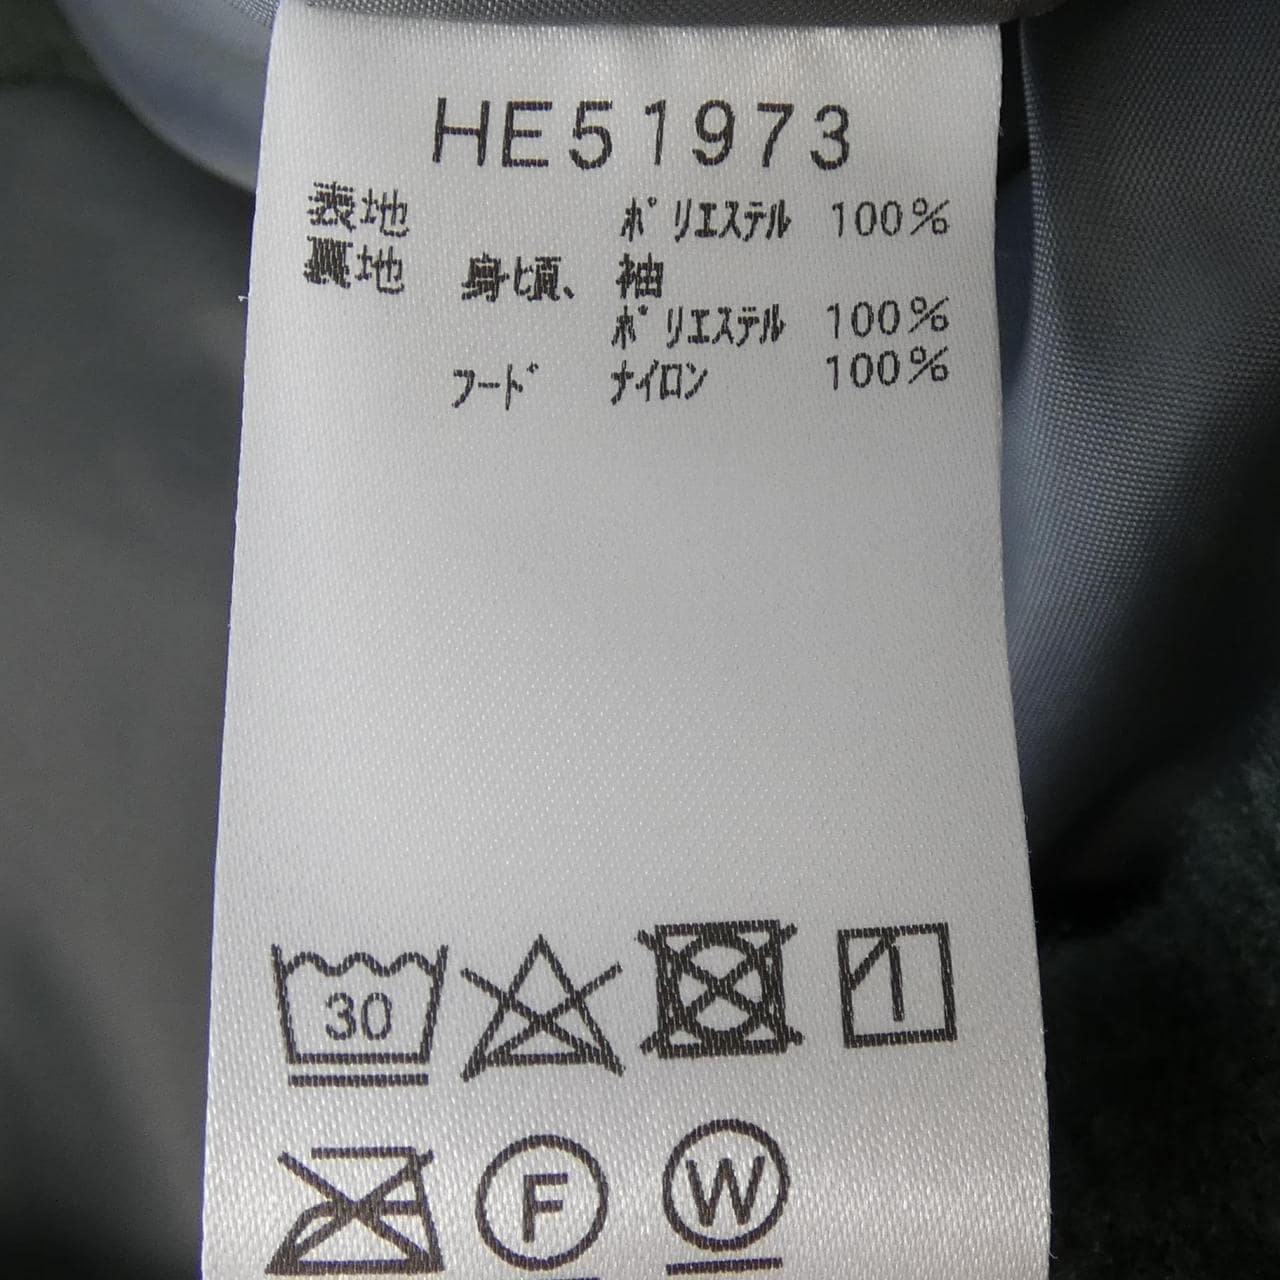 HE51973
表地 ポリエステル 100%
裏地 身頃、袖
ポリエステル 100%
フード ナイロン 100%
30
F
W